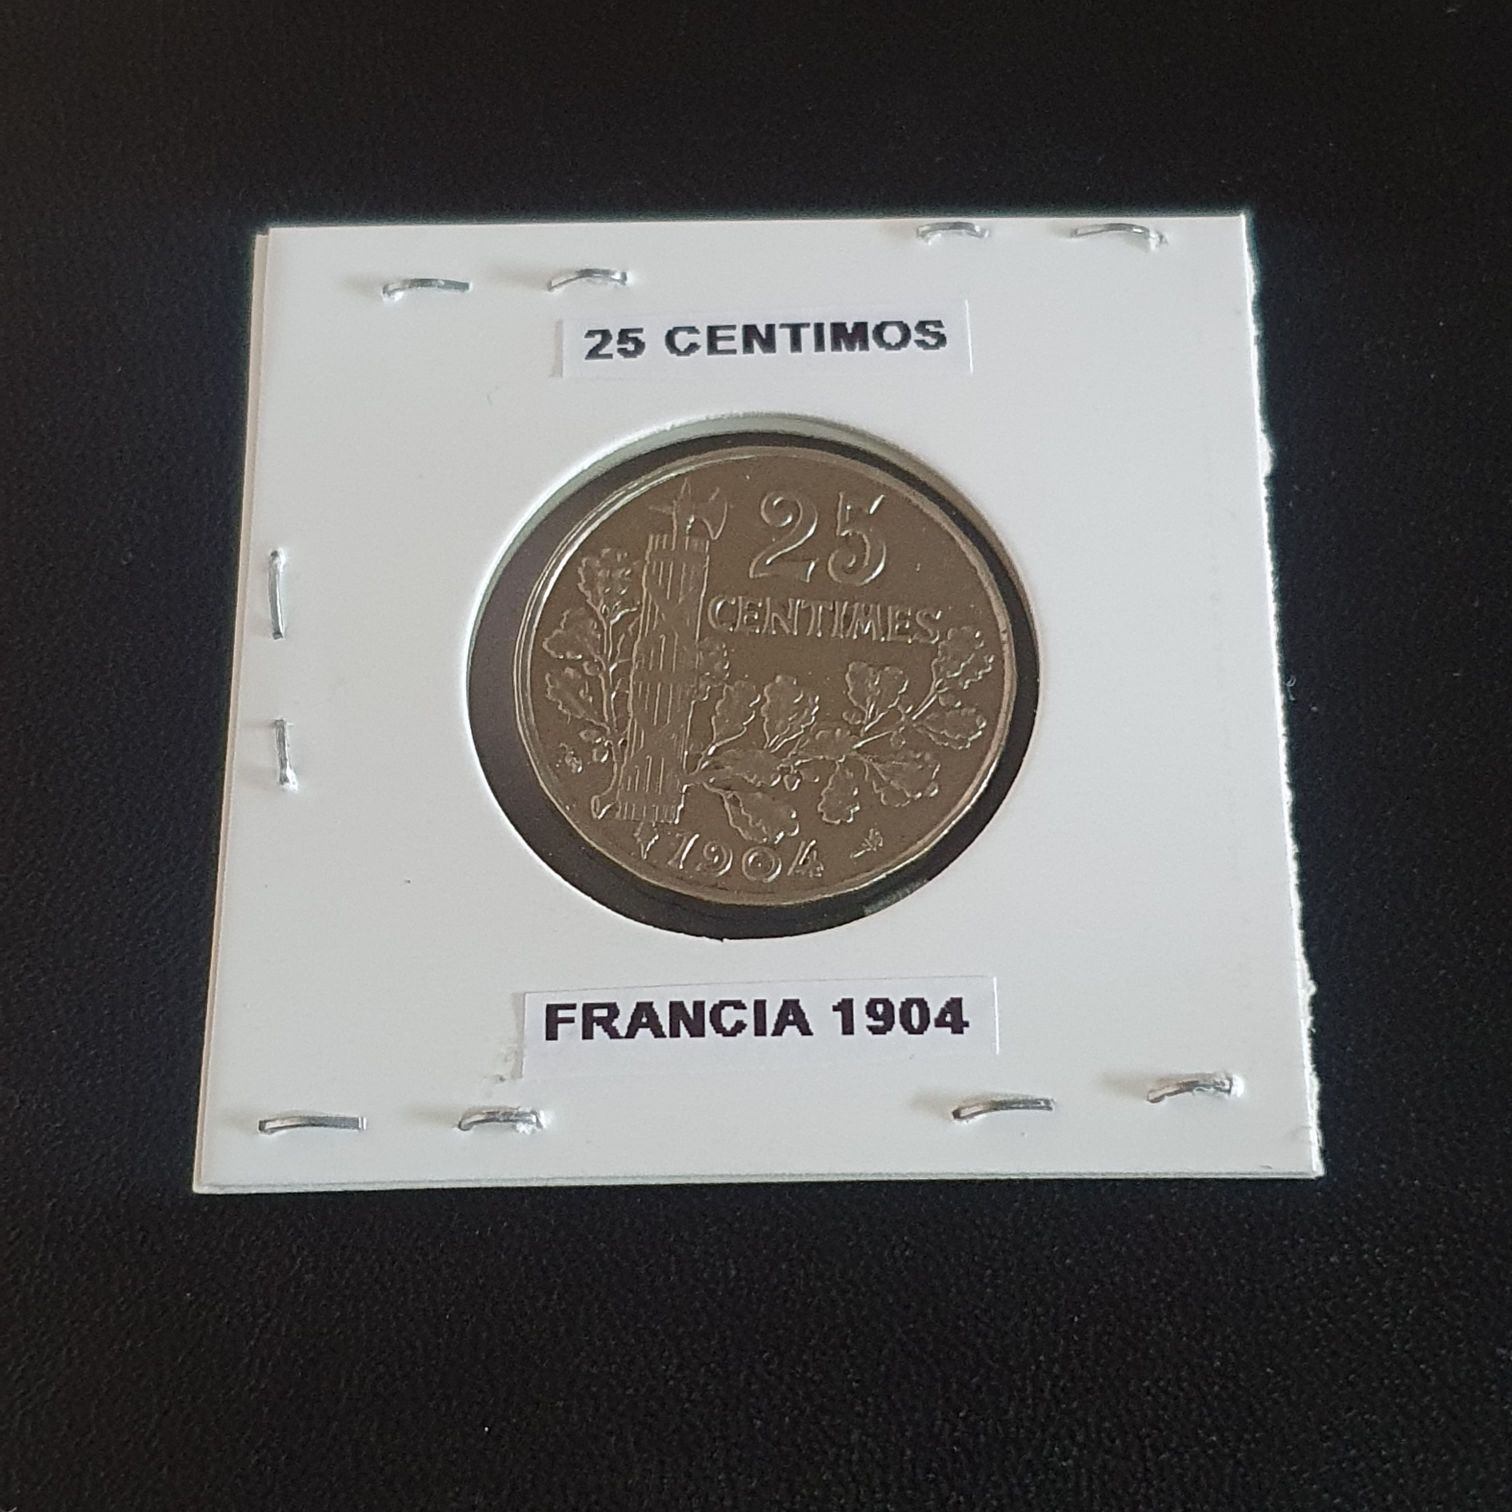 25 CENTIMOS
25
CENTIMES
1904
FRANCIA 1904